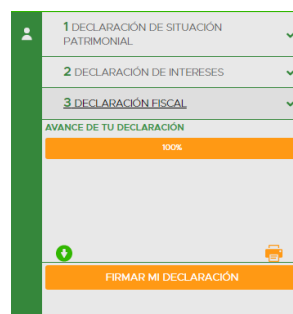 1 DECLARACIÓN DE SITUACIÓN
PATRIMONIAL
2 DECLARACIÓN DE INTERESES
3 DECLARACIÓN FISCAL
AVANCE DE TU DECLARACIÓN
100%
FIRMAR MI DECLARACIÓN